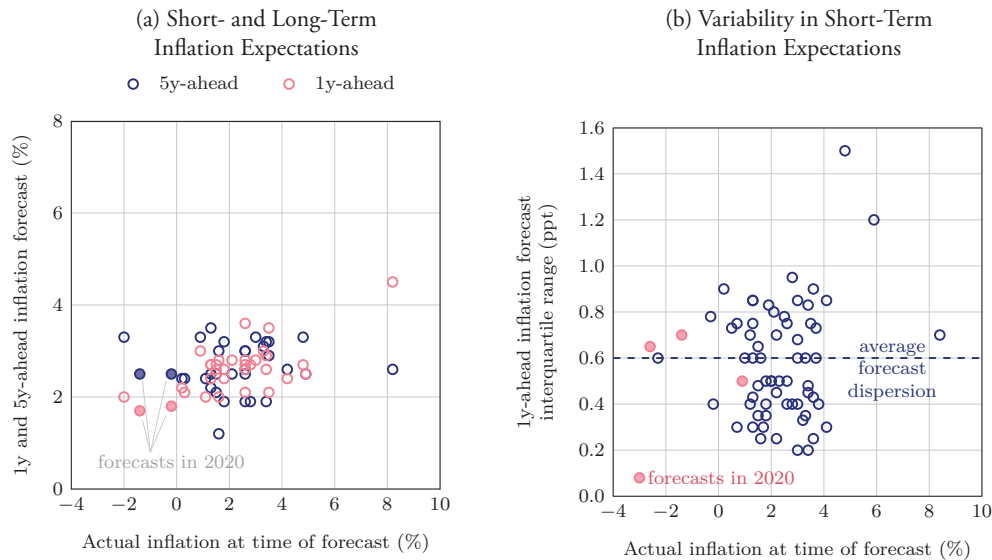 (a) Short- and Long-Term
Inflation Expectations
5y-ahead
1y-ahead
1y and 5y-ahead inflation forecast (%)
8
6
4
2
0
forecasts in 2020
−4
−2
0
2
4
6
8
10
Actual inflation at time of forecast (%)
(b) Variability in Short-Term
Inflation Expectations
1y-ahead inflation forecast
interquartile range (ppt)
1.6
1.4
1.2
1.0
0.8
0.6
0.4
0.2
0.0
average
forecast
dispersion
forecasts in 2020
−4
−2
0
2
4
6
8
10
Actual inflation at time of forecast (%)